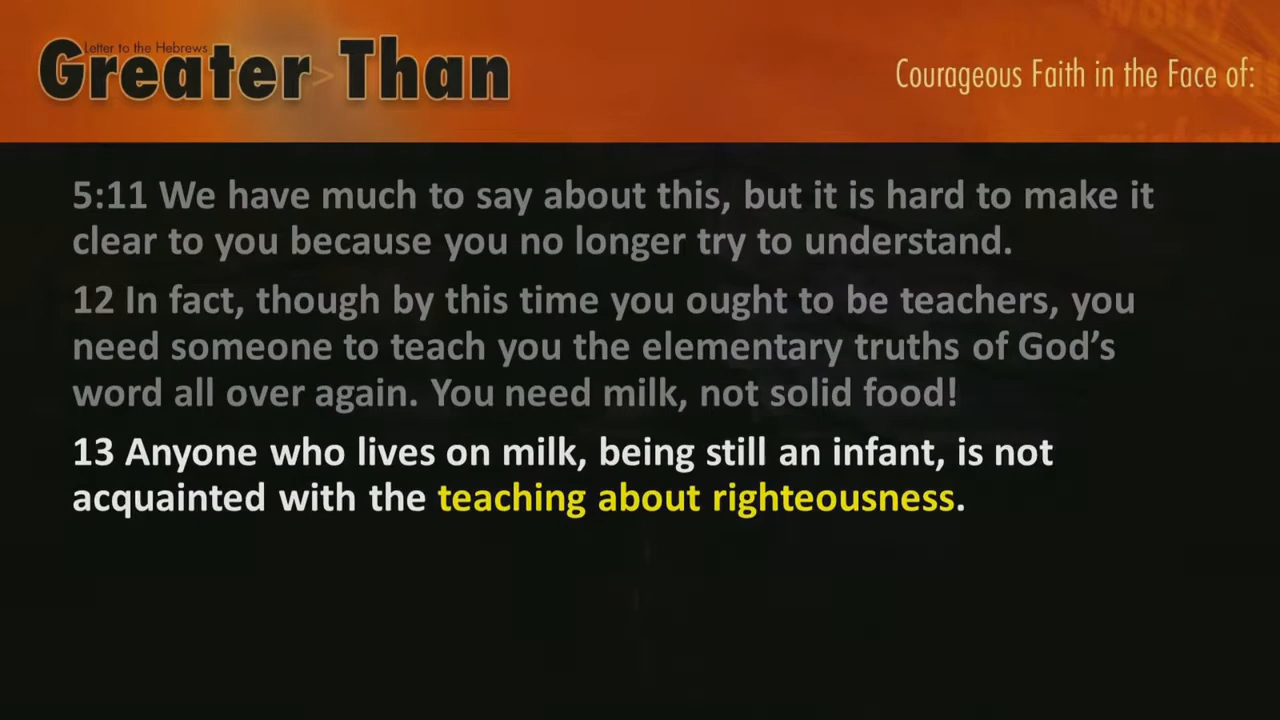 Letter to the Hebrews
Greater > Than
Courageous Faith in the Face of:
worry
5:11 We have much to say about this, but it is hard to make it
clear to you because you no longer try to understand.
12 In fact, though by this time you ought to be teachers, you
need someone to teach you the elementary truths of God’s
word all over again. You need milk, not solid food!
13 Anyone who lives on milk, being still an infant, is not
acquainted with the teaching about righteousness.